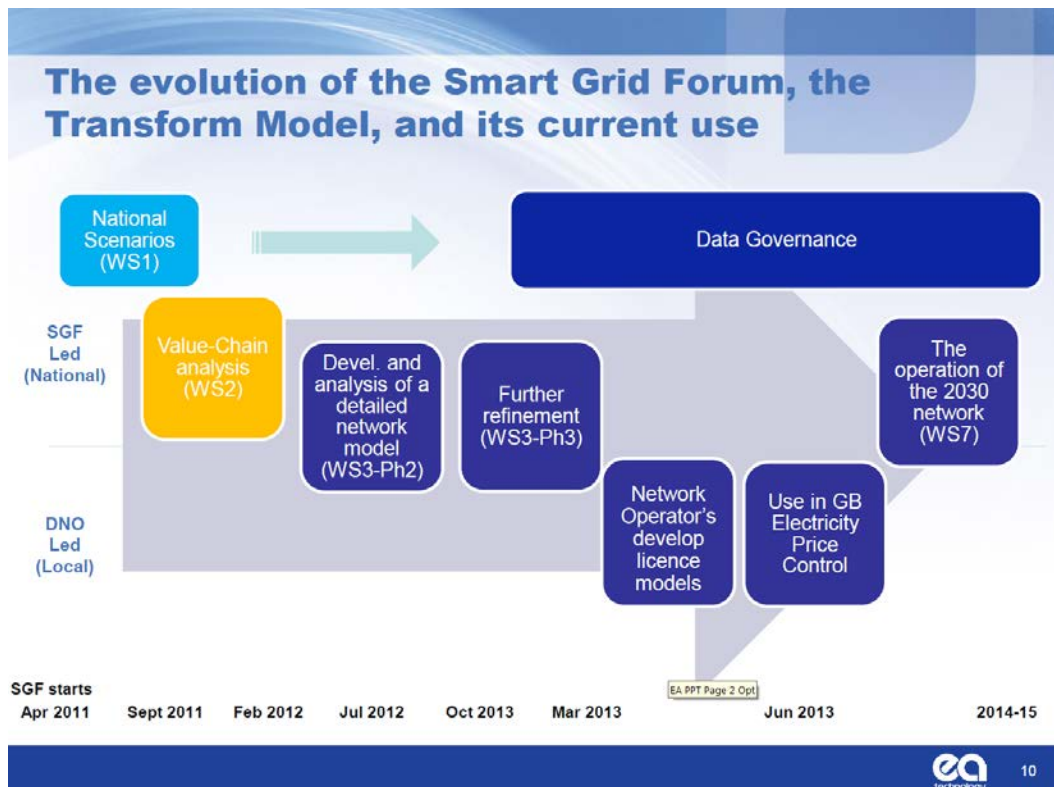 The evolution of the Smart Grid Forum, the
Transform Model, and its current use
National
Scenarios
(WS1)
Data Governance
SGF
Led
(National)
Value-Chain
analysis
(WS2)
Devel. and
analysis of a
detailed
network
model
(WS3-Ph2)
Further
refinement
(WS3-Ph3)
The
operation of
the 2030
network
(WS7)
DNO
Led
(Local)
Network
Operator's
develop
licence
models
Use in GB
Electricity
Price
Control
EA PPT Page 2 Opt
SGF starts
Apr 2011 Sept 2011 Feb 2012 Jul 2012 Oct 2013 Mar 2013 Jun 2013 2014-15
ea
technology
10